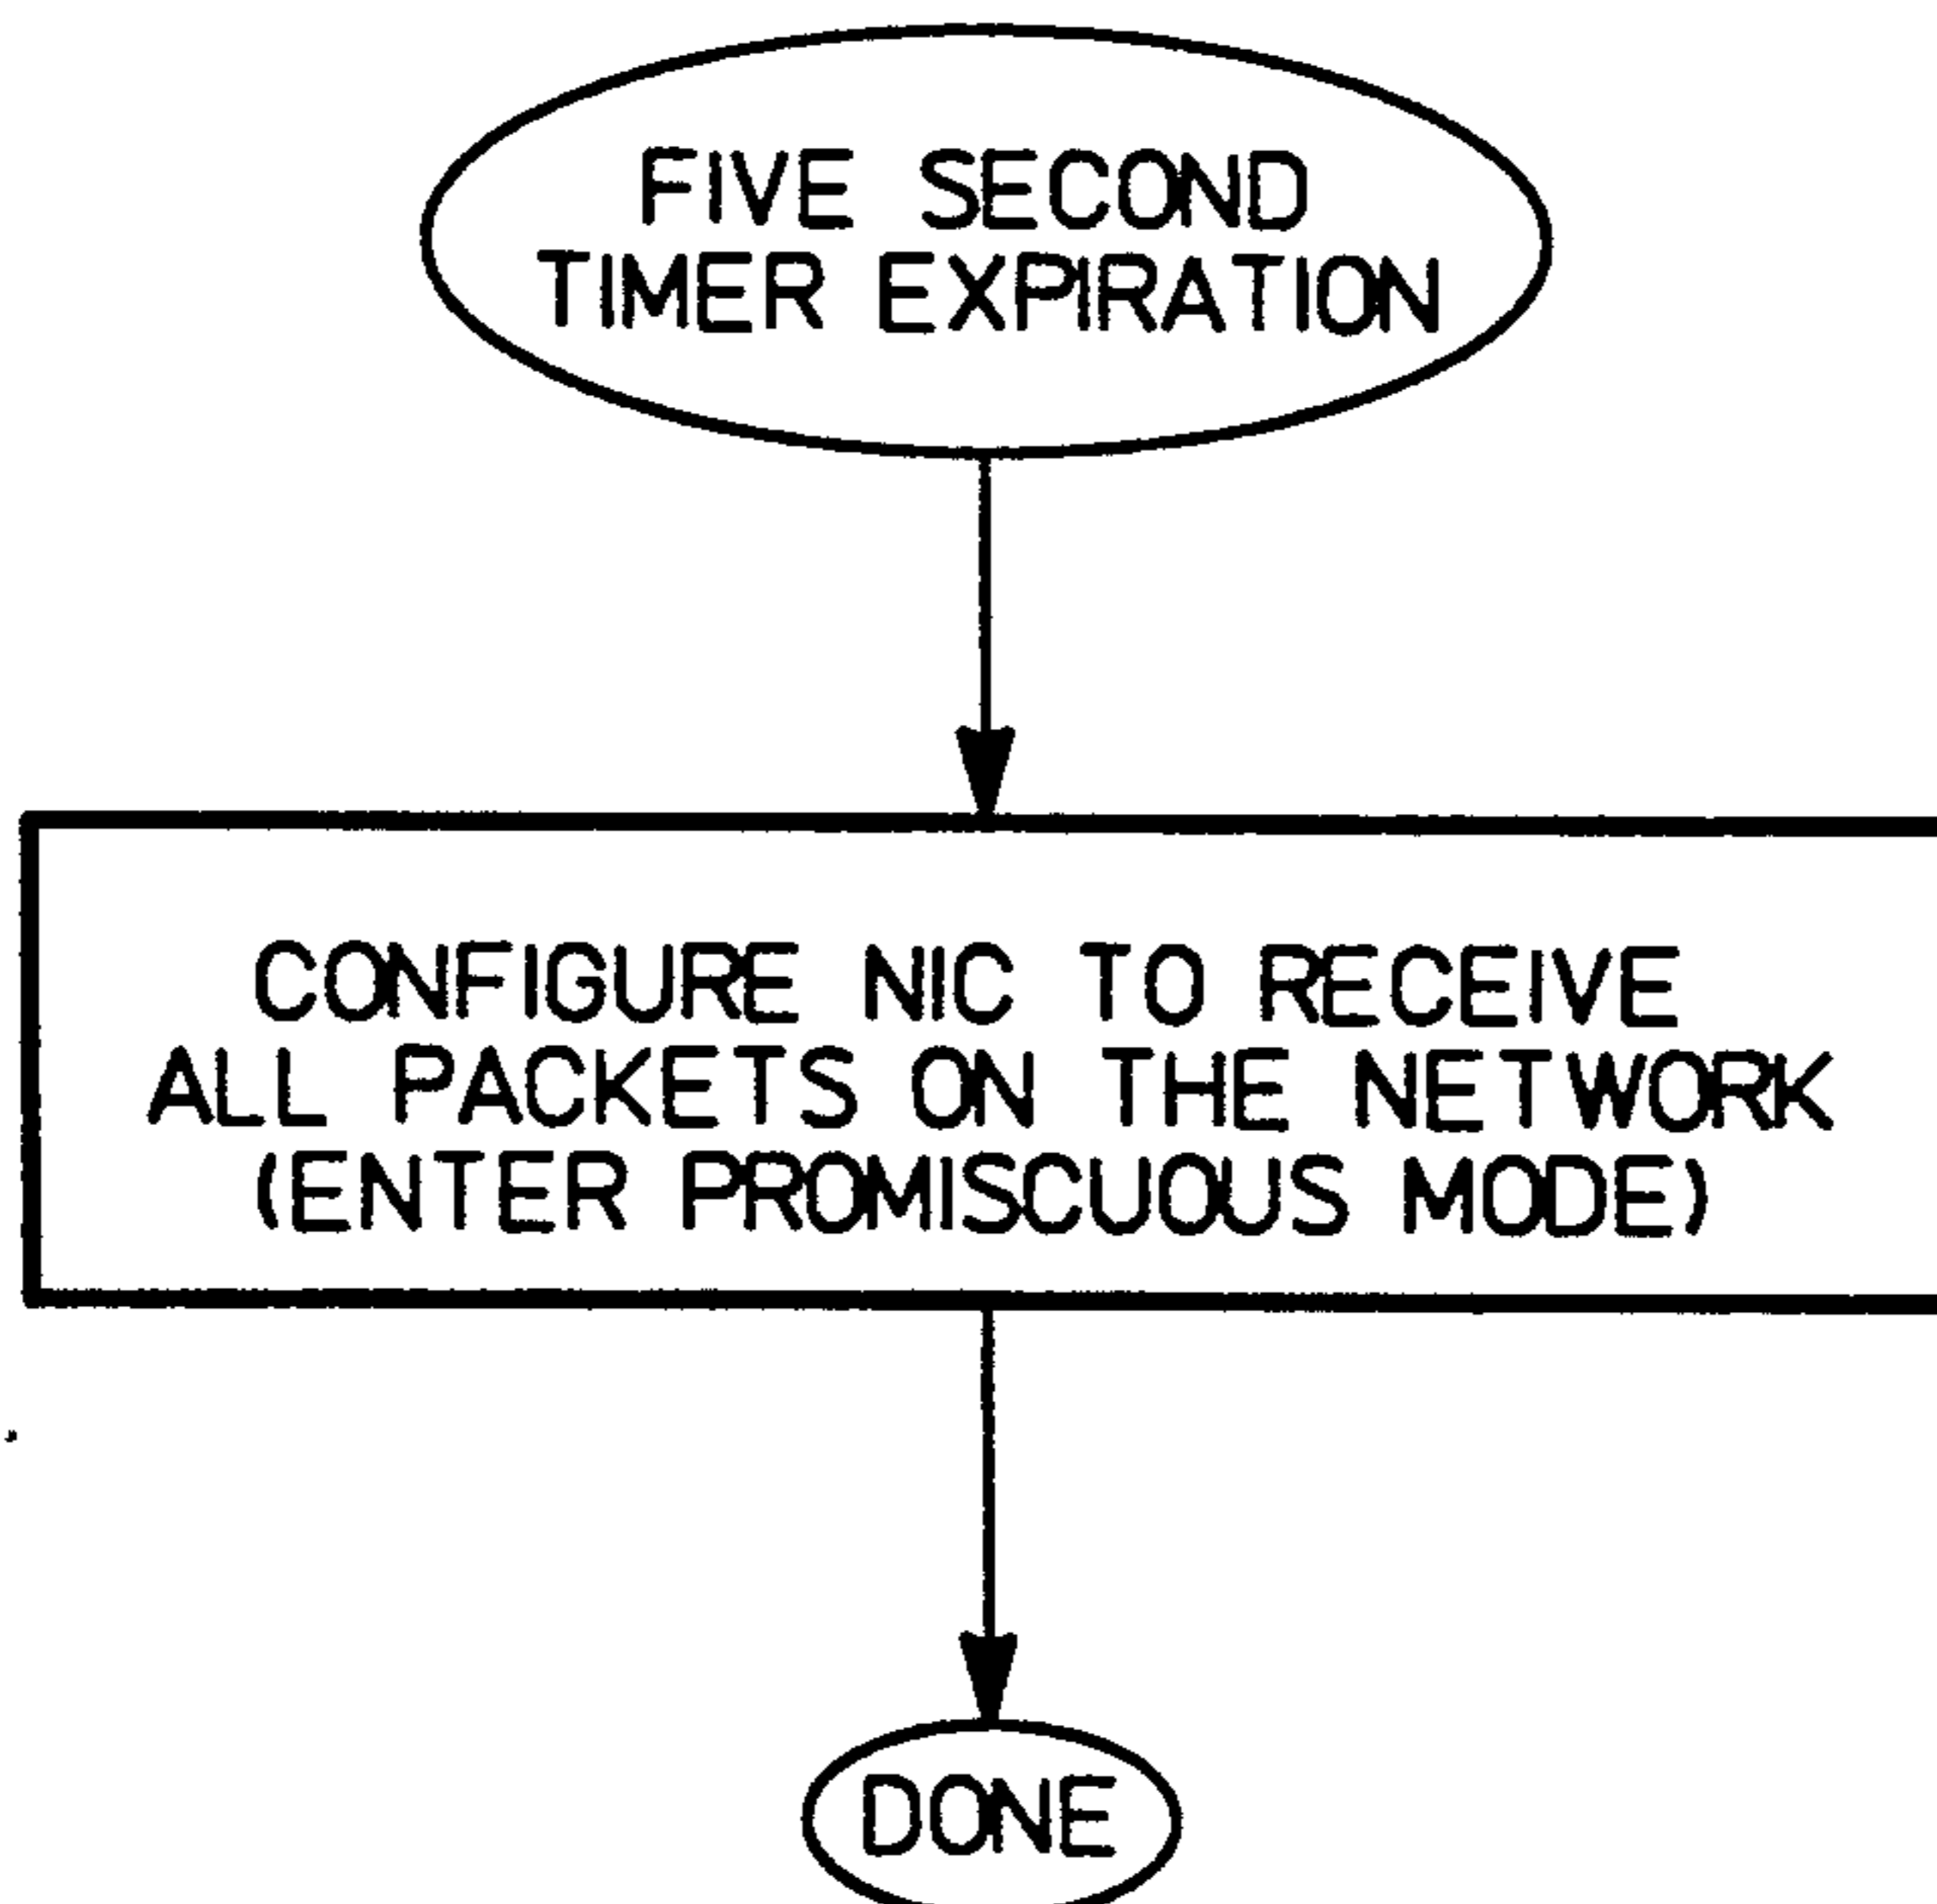 FIVE SECOND
TIMER EXPIRATION
CONFIGURE NIC TO RECEIVE
ALL PACKETS ON THE NETWORK
(ENTER PROMISCUOUS MODE)
DONE